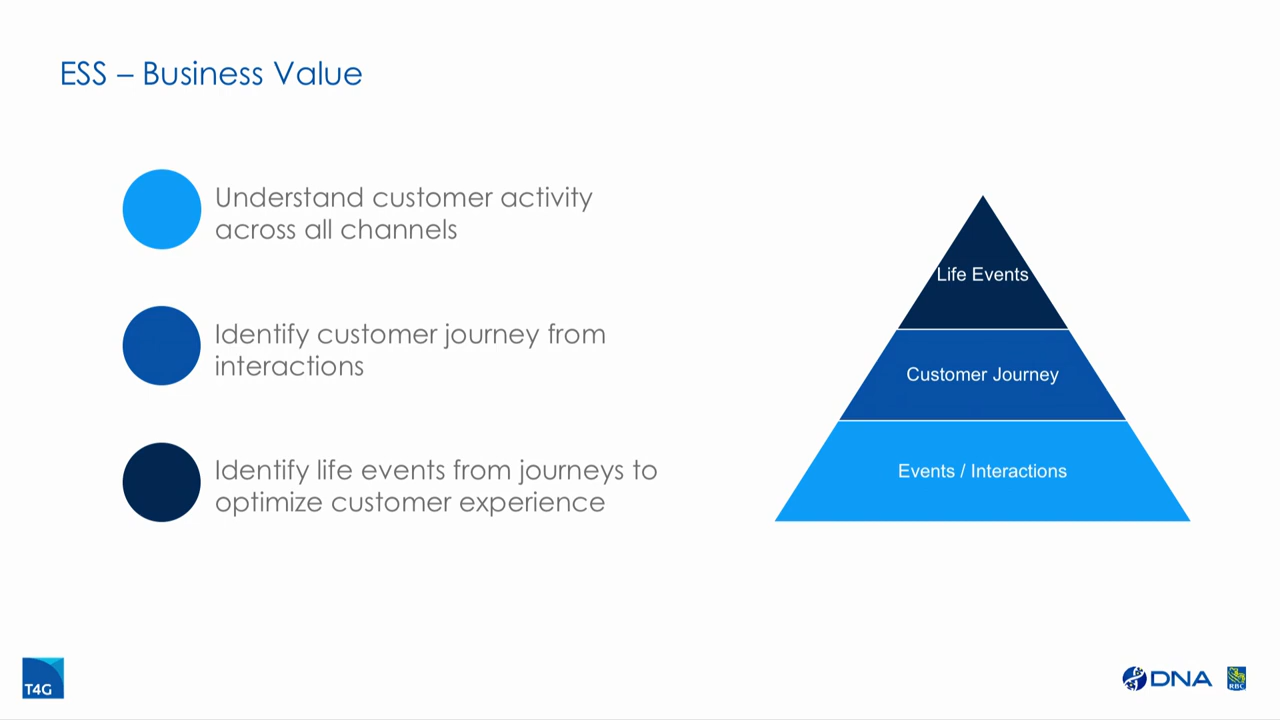 ESS – Business Value
Understand customer activity
across all channels
Identify customer journey from
interactions
Identify life events from journeys to
optimize customer experience
Life Events
Customer Journey
Events / Interactions
T4G
DNA
RBC